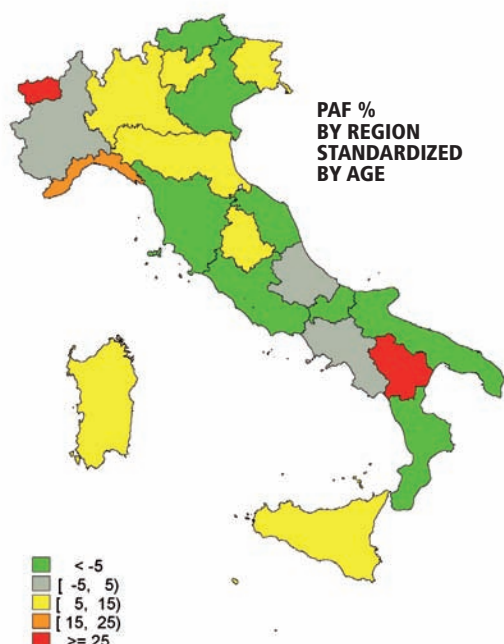 PAF %
BY REGION
STANDARDIZED
BY AGE
< -5
[ -5, 5)
[ 5, 15)
[ 15, 25)
>= 25